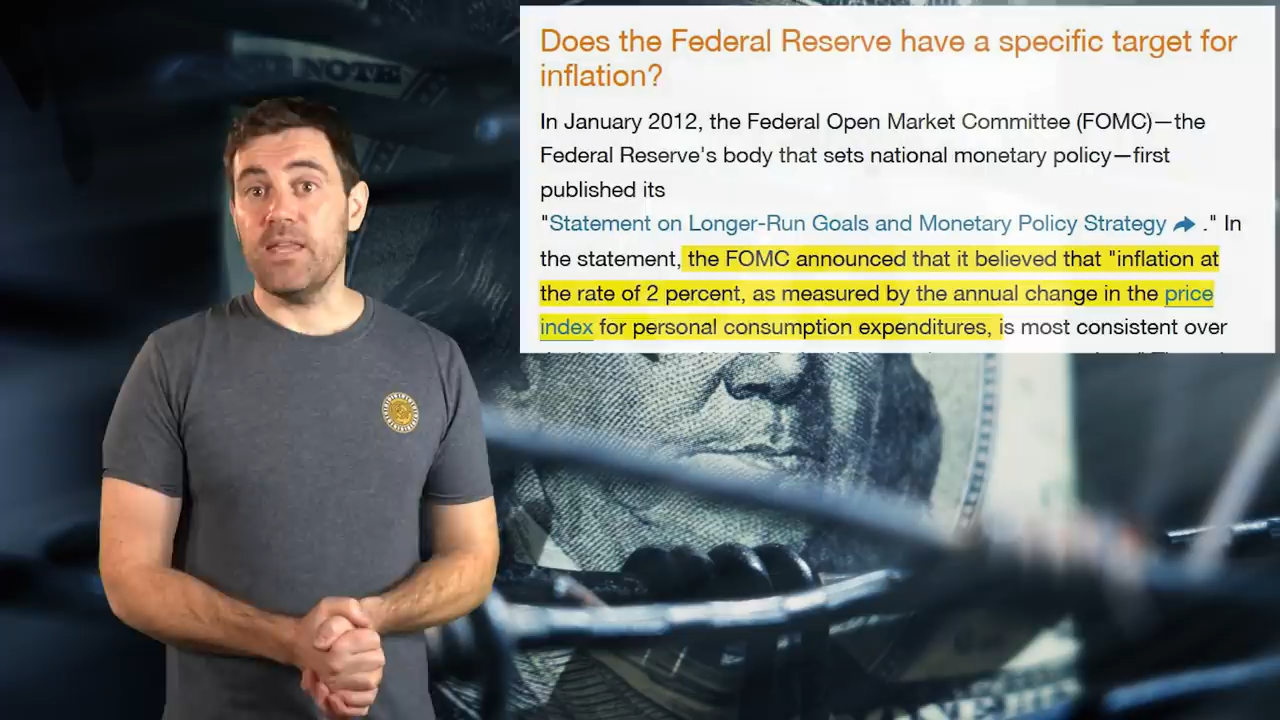 Does the Federal Reserve have a specific target for
inflation?
In January 2012, the Federal Open Market Committee (FOMC)—the
Federal Reserve's body that sets national monetary policy—first
published its
"Statement on Longer-Run Goals and Monetary Policy Strategy ." In
the statement, the FOMC announced that it believed that "inflation at
the rate of 2 percent, as measured by the annual change in the price
index for personal consumption expenditures, is most consistent over
NOTE